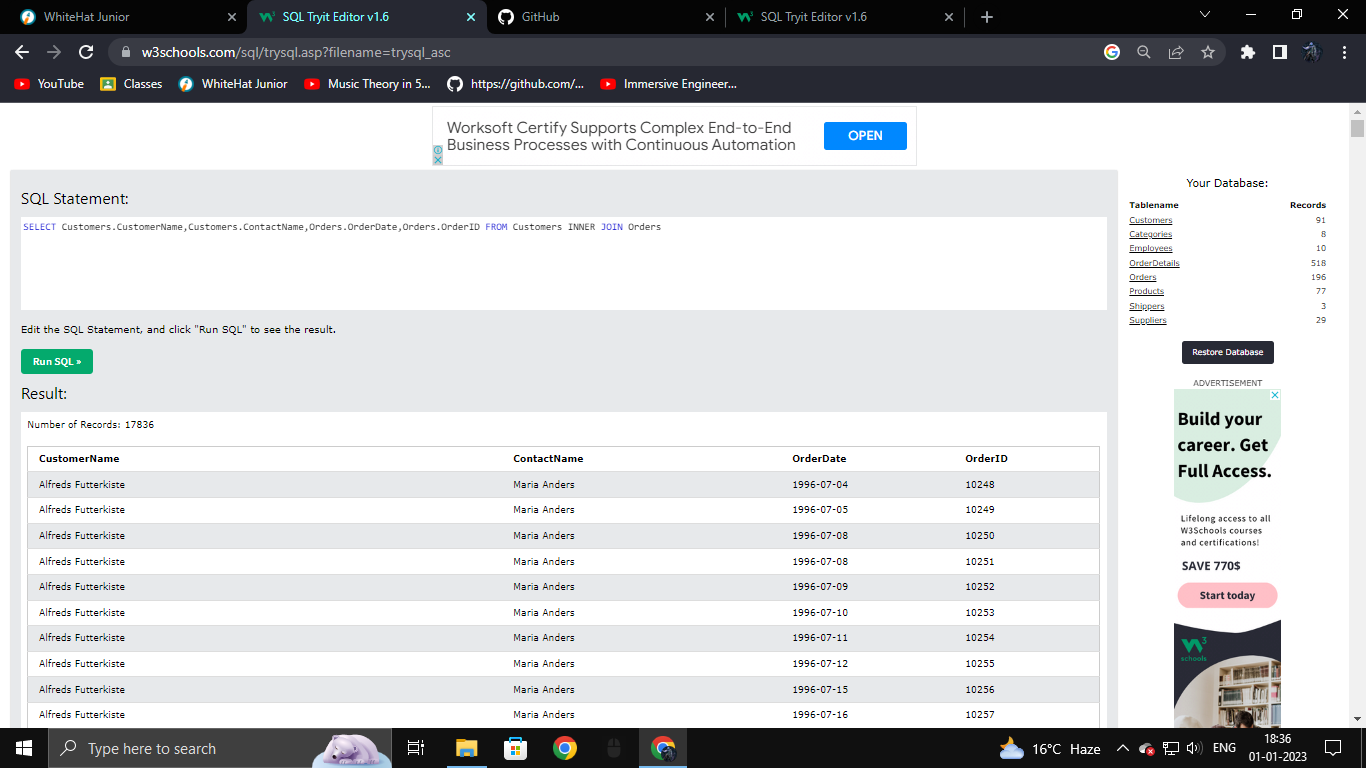 WhiteHat Junior
SQL Tryit Editor v1.6
GitHub
SQL Tryit Editor v1.6
w3schools.com/sql/trysql.asp?filename=trysql_asc
YouTube
Classes
WhiteHat Junior
Music Theory in 5...
https://github.com/...
Immersive Engineer...
Worksoft Certify Supports Complex End-to-End
Business Processes with Continuous Automation
OPEN
SQL Statement:
SELECT Customers.CustomerName,Customers.ContactName,Orders.OrderDate,Orders.OrderID FROM Customers INNER JOIN Orders
Edit the SQL Statement, and click "Run SQL" to see the result.
Run SQL »
Result:
Number of Records: 17836
CustomerName ContactName OrderDate OrderID
Alfreds Futterkiste Maria Anders 1996-07-04 10248
Alfreds Futterkiste Maria Anders 1996-07-05 10249
Alfreds Futterkiste Maria Anders 1996-07-08 10250
Alfreds Futterkiste Maria Anders 1996-07-08 10251
Alfreds Futterkiste Maria Anders 1996-07-09 10252
Alfreds Futterkiste Maria Anders 1996-07-10 10253
Alfreds Futterkiste Maria Anders 1996-07-11 10254
Alfreds Futterkiste Maria Anders 1996-07-12 10255
Alfreds Futterkiste Maria Anders 1996-07-15 10256
Alfreds Futterkiste Maria Anders 1996-07-16 10257
Your Database:
Tablename Records
Customers 91
Categories 8
Employees 10
OrderDetails 518
Orders 196
Products 77
Shippers 3
Suppliers 29
Restore Database
ADVERTISEMENT
Build your
career. Get
Full Access.
Lifelong access to all
W3Schools courses
and certifications!
SAVE 770$
Start today
W3
schools
Type here to search
16°C Haze
ENG
18:36
01-01-2023